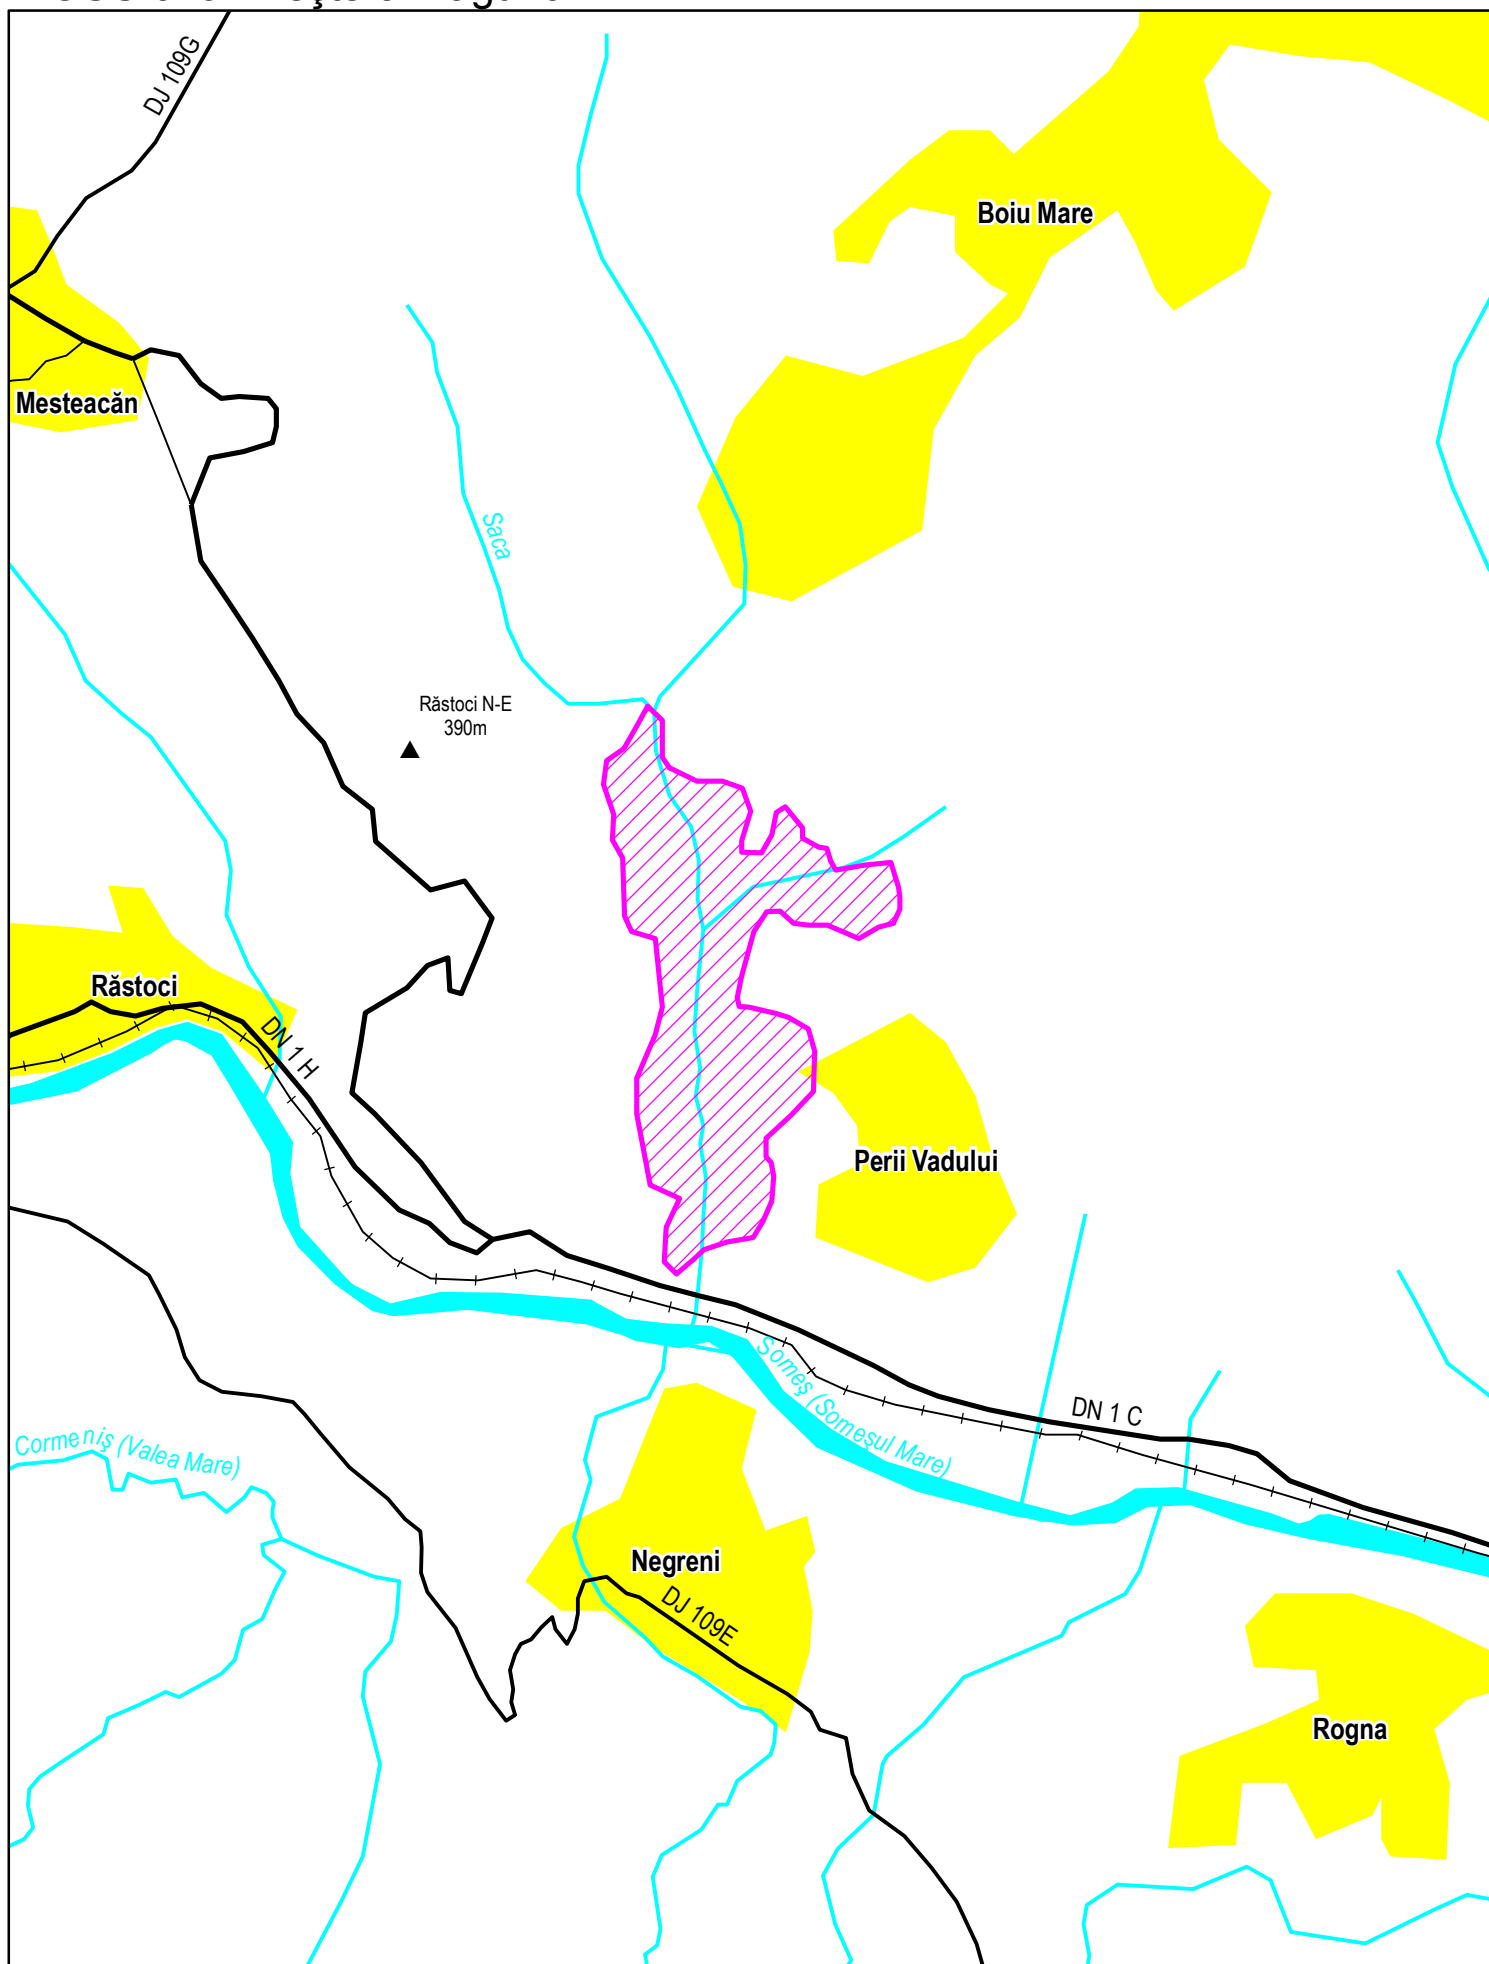 DJ 109G
Boiu Mare
Mesteacăn
Saca
Răstoci N-E
390m
Răstoci
DN 1 H
Perii Vadului
Someş (Someşul Mare)
DN 1 C
Cormeniş (Valea Mare)
Negreni
DJ 109E
Rogna